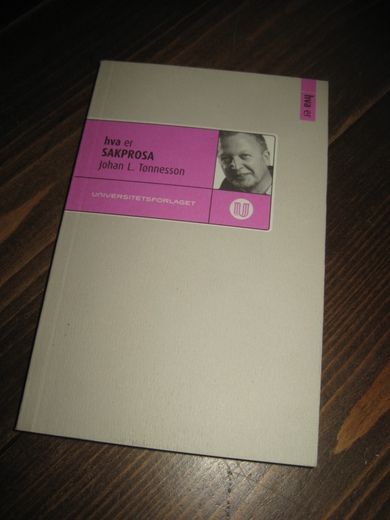 hva er
hva er
SAKPROSA
Johan L. Tønnesson
UNIVERSITETSFORLAGET